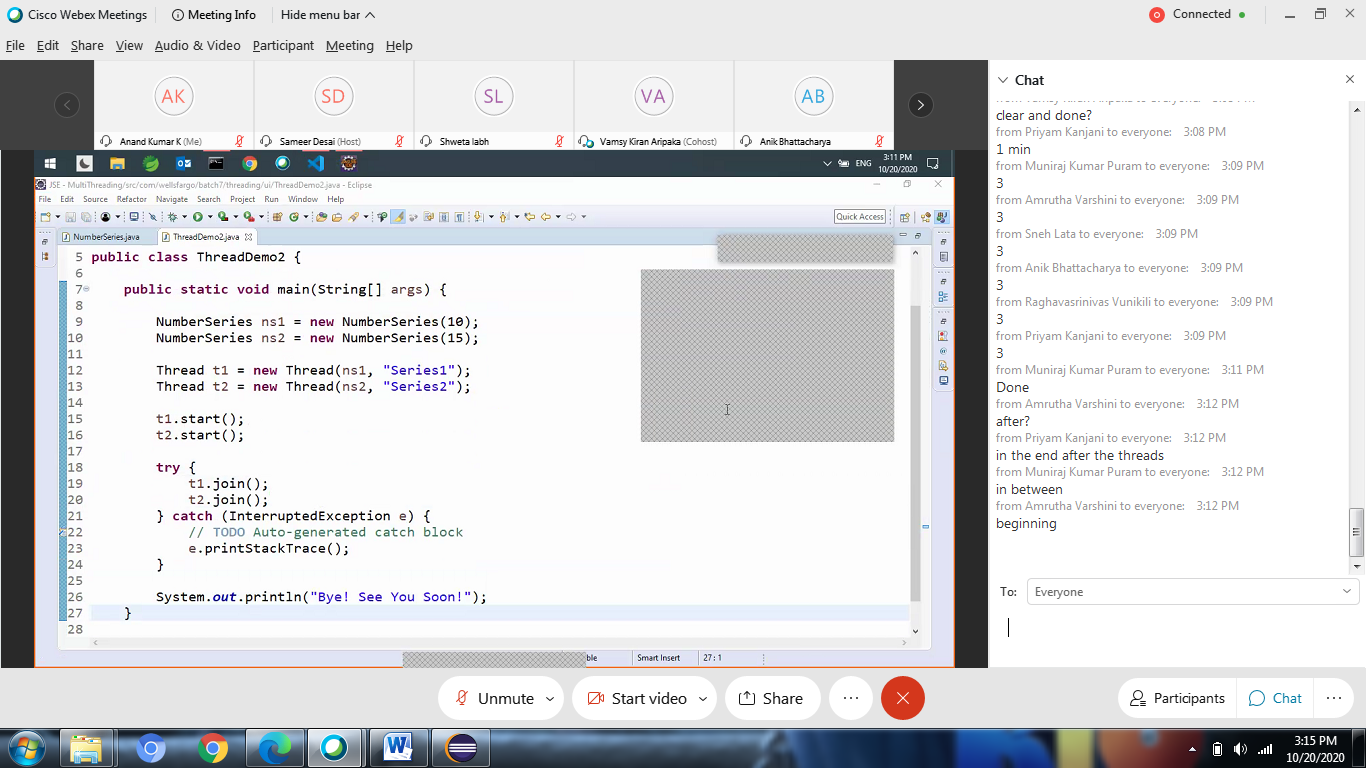 Cisco Webex Meetings
Meeting Info
Hide menu bar
Connected
File Edit Share View Audio & Video Participant Meeting Help
AK
SD
SL
VA
AB
Anand Kumar K (Me)
Sameer Desai (Host)
Shweta labh
Vamsy Kiran Aripaka (Cohost)
Anik Bhattacharya
ENG
3:11 PM
10/20/2020
JSE - MultiThreading/src/com/wellsfargo/batch7/threading/ui/ThreadDemo2.java - Eclipse
File Edit Source Refactor Navigate Search Project Run Window Help
Quick Access
NumberSeries.java
ThreadDemo2.java
5 public class ThreadDemo2 {
6
7 public static void main(String[] args) {
8
9 NumberSeries ns1 = new NumberSeries(10);
10 NumberSeries ns2 = new NumberSeries(15);
11
12 Thread t1 = new Thread(ns1, "Series1");
13 Thread t2 = new Thread(ns2, "Series2");
14
15 t1.start();
16 t2.start();
17
18 try {
19 t1.join();
20 t2.join();
21 } catch (InterruptedException e) {
22 // TODO Auto-generated catch block
23 e.printStackTrace();
24 }
25
26 System.out.println("Bye! See You Soon!");
27 }
28
Smart Insert
27 : 1
Chat
clear and done?
from Priyam Kanjani to everyone: 3:08 PM
1 min
from Muniraj Kumar Puram to everyone: 3:09 PM
3
from Amrutha Varshini to everyone: 3:09 PM
3
from Sneh Lata to everyone: 3:09 PM
3
from Anik Bhattacharya to everyone: 3:09 PM
3
from Raghavasrinivas Vunikili to everyone: 3:09 PM
3
from Priyam Kanjani to everyone: 3:09 PM
3
from Muniraj Kumar Puram to everyone: 3:11 PM
Done
from Amrutha Varshini to everyone: 3:12 PM
after?
from Priyam Kanjani to everyone: 3:12 PM
in the end after the threads
from Muniraj Kumar Puram to everyone: 3:12 PM
in between
from Amrutha Varshini to everyone: 3:12 PM
beginning
To: Everyone
Unmute
Start video
Share
Participants
Chat
3:15 PM
10/20/2020